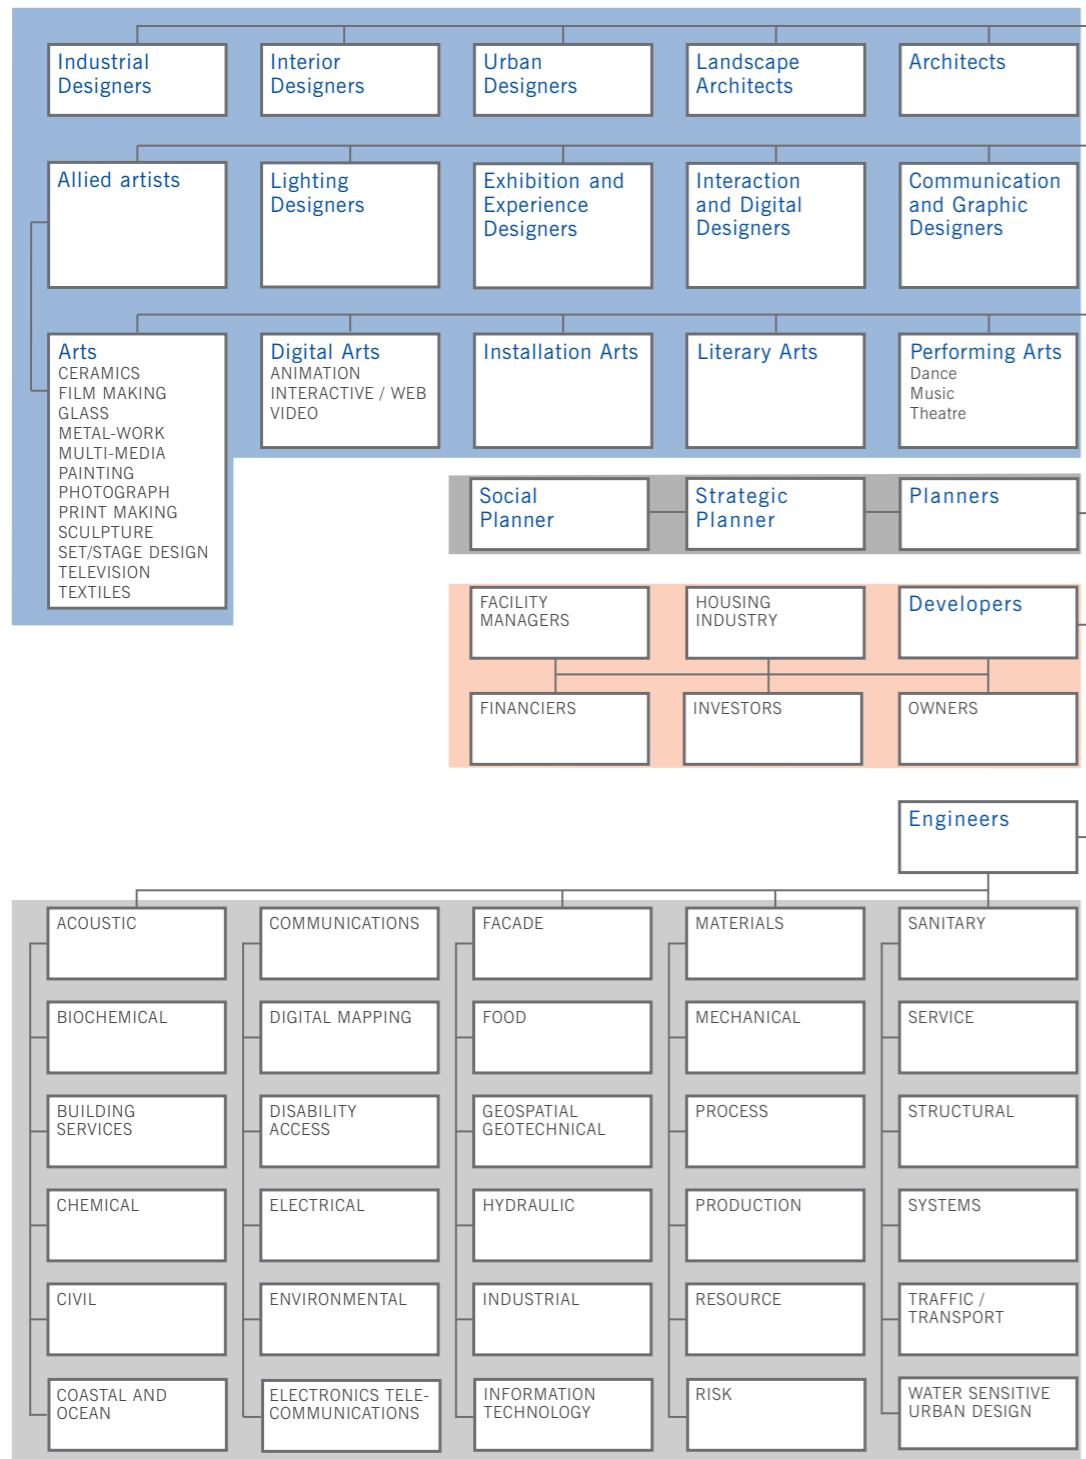 Industrial
Designers
Interior
Designers
Urban
Designers
Landscape
Architects
Architects
Allied artists
Lighting
Designers
Exhibition and
Experience
Designers
Interaction
and Digital
Designers
Communication
and Graphic
Designers
Arts
CERAMICS
FILM MAKING
GLASS
METAL-WORK
MULTI-MEDIA
PAINTING
PHOTOGRAPH
PRINT MAKING
SCULPTURE
SET/STAGE DESIGN
TELEVISION
TEXTILES
Digital Arts
ANIMATION
INTERACTIVE / WEB
VIDEO
Installation Arts
Literary Arts
Performing Arts
Dance
Music
Theatre
Social
Planner
Strategic
Planner
Planners
FACILITY
MANAGERS
HOUSING
INDUSTRY
Developers
FINANCIERS
INVESTORS
OWNERS
Engineers
ACOUSTIC
COMMUNICATIONS
FACADE
MATERIALS
SANITARY
BIOCHEMICAL
DIGITAL MAPPING
FOOD
MECHANICAL
SERVICE
BUILDING
SERVICES
DISABILITY
ACCESS
GEOSPATIAL
GEOTECHNICAL
PROCESS
STRUCTURAL
CHEMICAL
ELECTRICAL
HYDRAULIC
PRODUCTION
SYSTEMS
CIVIL
ENVIRONMENTAL
INDUSTRIAL
RESOURCE
TRAFFIC /
TRANSPORT
COASTAL AND
OCEAN
ELECTRONICS TELE-
COMMUNICATIONS
INFORMATION
TECHNOLOGY
RISK
WATER SENSITIVE
URBAN DESIGN